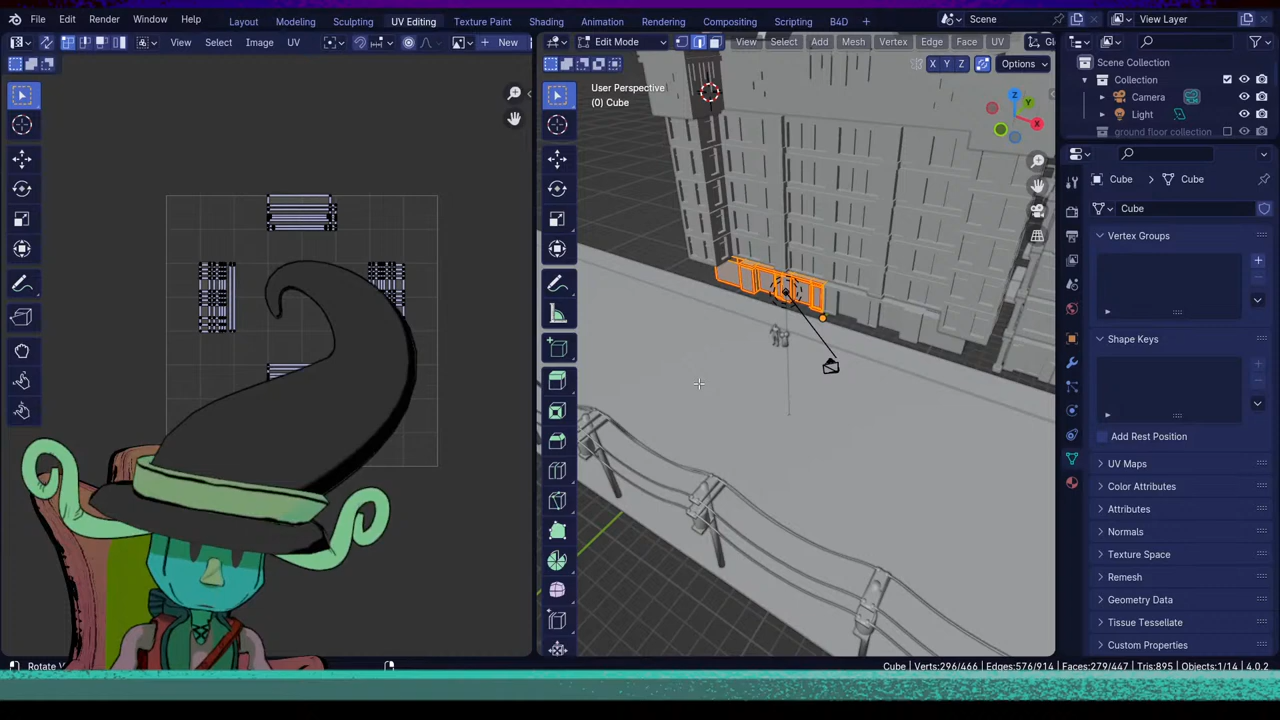 File Edit Render Window Help
Layout Modeling Sculpting UV Editing Texture Paint Shading Animation Rendering Compositing Scripting B4D +
Scene
View Layer
View Select Image UV
New
Edit Mode
View Select Add Mesh Vertex Edge Face UV
X Y Z
Options
User Perspective
(0) Cube
Z
Y
X
Scene Collection
Collection
Camera
Light
ground floor collection
Cube
Cube
Cube
Vertex Groups
Shape Keys
Add Rest Position
UV Maps
Color Attributes
Attributes
Normals
Texture Space
Remesh
Geometry Data
Tissue Tessellate
Custom Properties
Cube | Verts:296/466 | Edges:576/914 | Faces:279/447 | Tris:895 | Objects:1/14 | 4.0.2